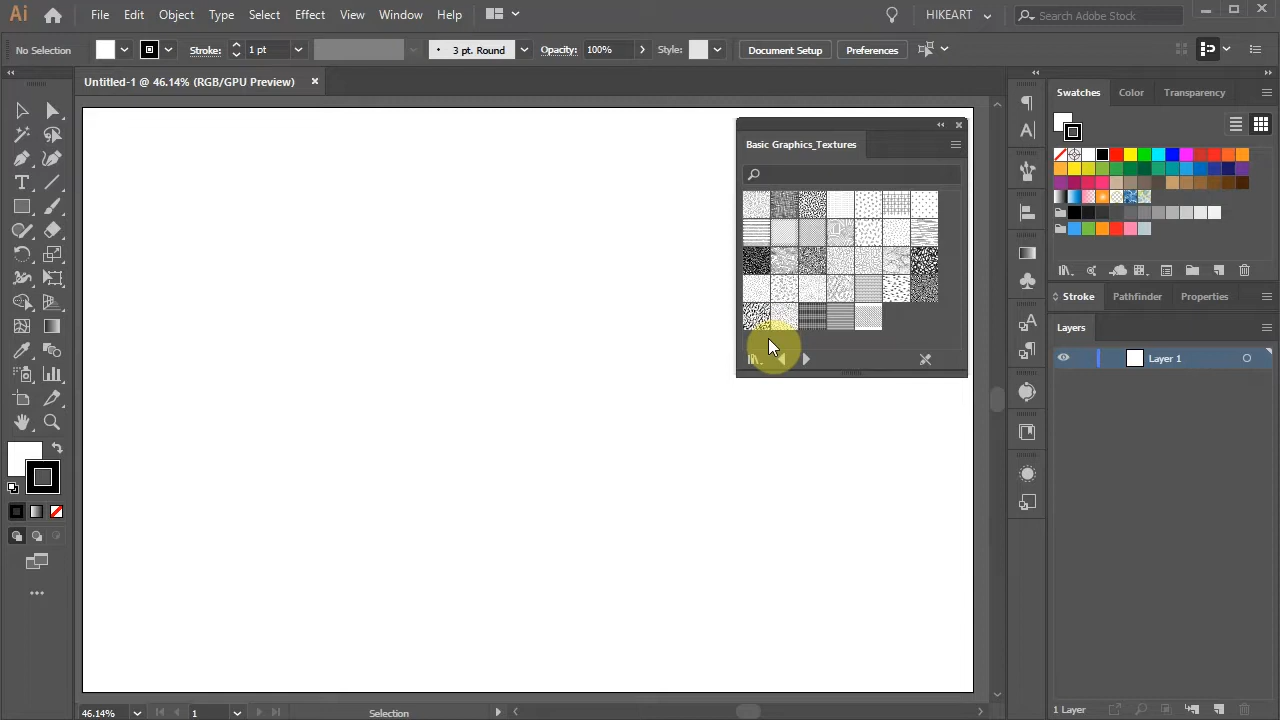 Ai File Edit Object Type Select Effect View Window Help HIKEART Search Adobe Stock
No Selection Stroke: 1 pt 3 pt. Round Opacity: 100% Style: Document Setup Preferences
Untitled-1 @ 46.14% (RGB/GPU Preview)
Swatches Color Transparency
Basic Graphics_Textures
Stroke Pathfinder Properties
Layers
Layer 1
46.14% 1 Selection 1 Layer